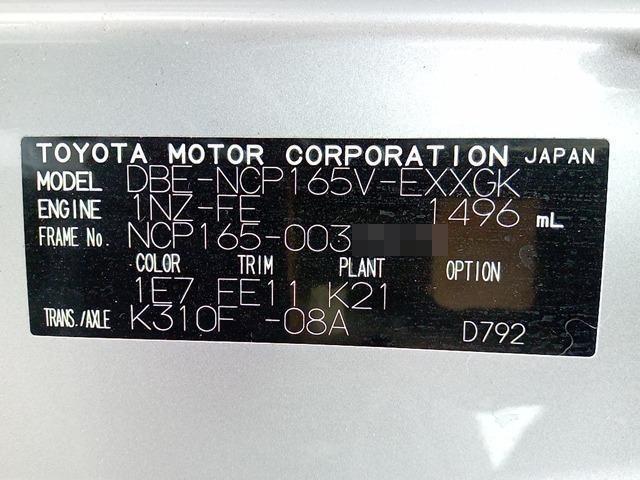 TOYOTA MOTOR CORPORATION JAPAN
MODEL DBE-NCP165V-EXXGK
ENGINE 1NZ-FE 1496 mL
FRAME No. NCP165-003
COLOR TRIM PLANT OPTION
1E7 FE11 K21
TRANS./AXLE K310F -08A D792